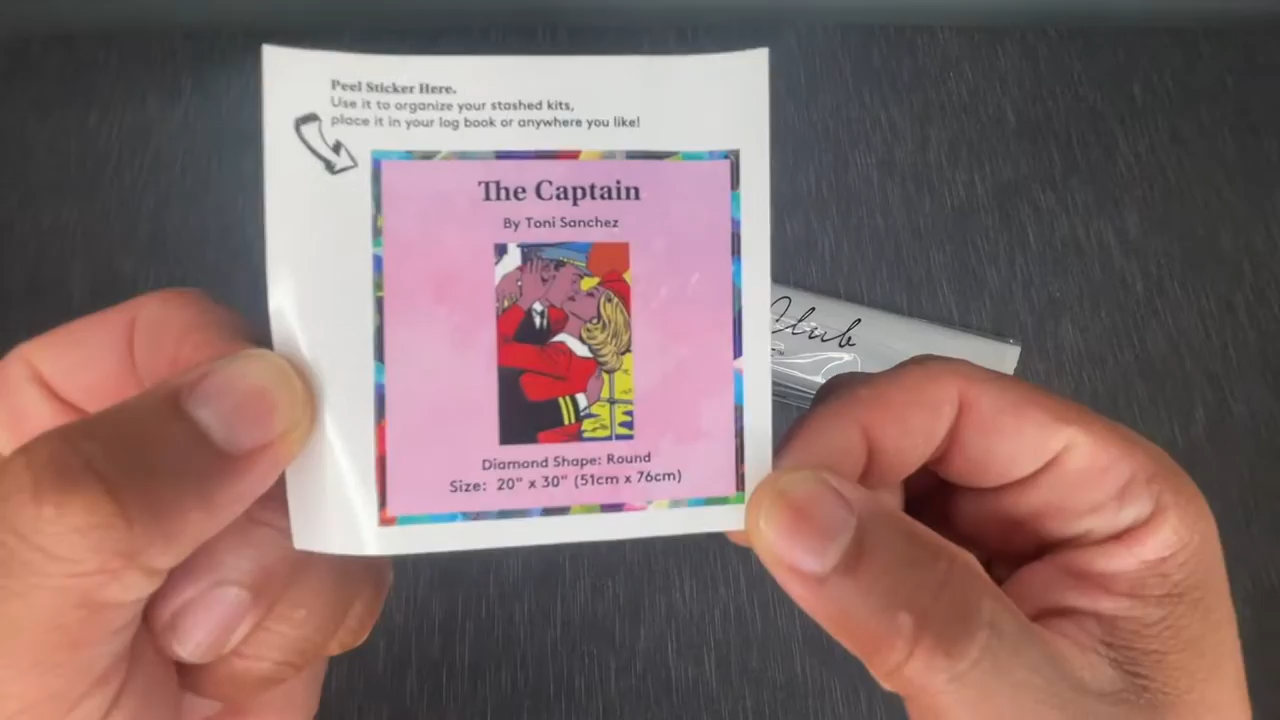 Peel Sticker Here.
Use it to organize your stashed kits,
place it in your log book or anywhere you like!
The Captain
By Toni Sanchez
Diamond Shape: Round
Size: 20" x 30" (51cm x 76cm)
Club